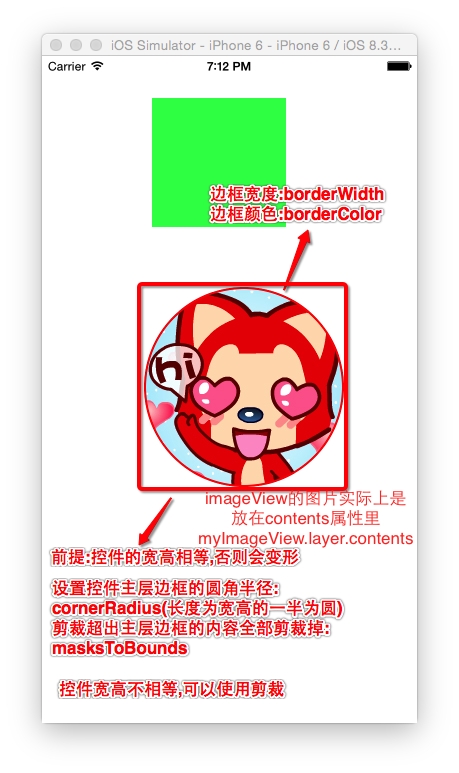 iOS Simulator - iPhone 6 - iPhone 6 / iOS 8.3...
Carrier 7:12 PM
边框宽度:borderWidth
边框颜色:borderColor
hi
imageView的图片实际上是
放在contents属性里
myImageView.layer.contents
前提:控件的宽高相等,否则会变形
设置控件主层边框的圆角半径:
cornerRadius(长度为宽高的一半为圆)
剪裁超出主层边框的内容全部剪裁掉:
masksToBounds
控件宽高不相等,可以使用剪裁